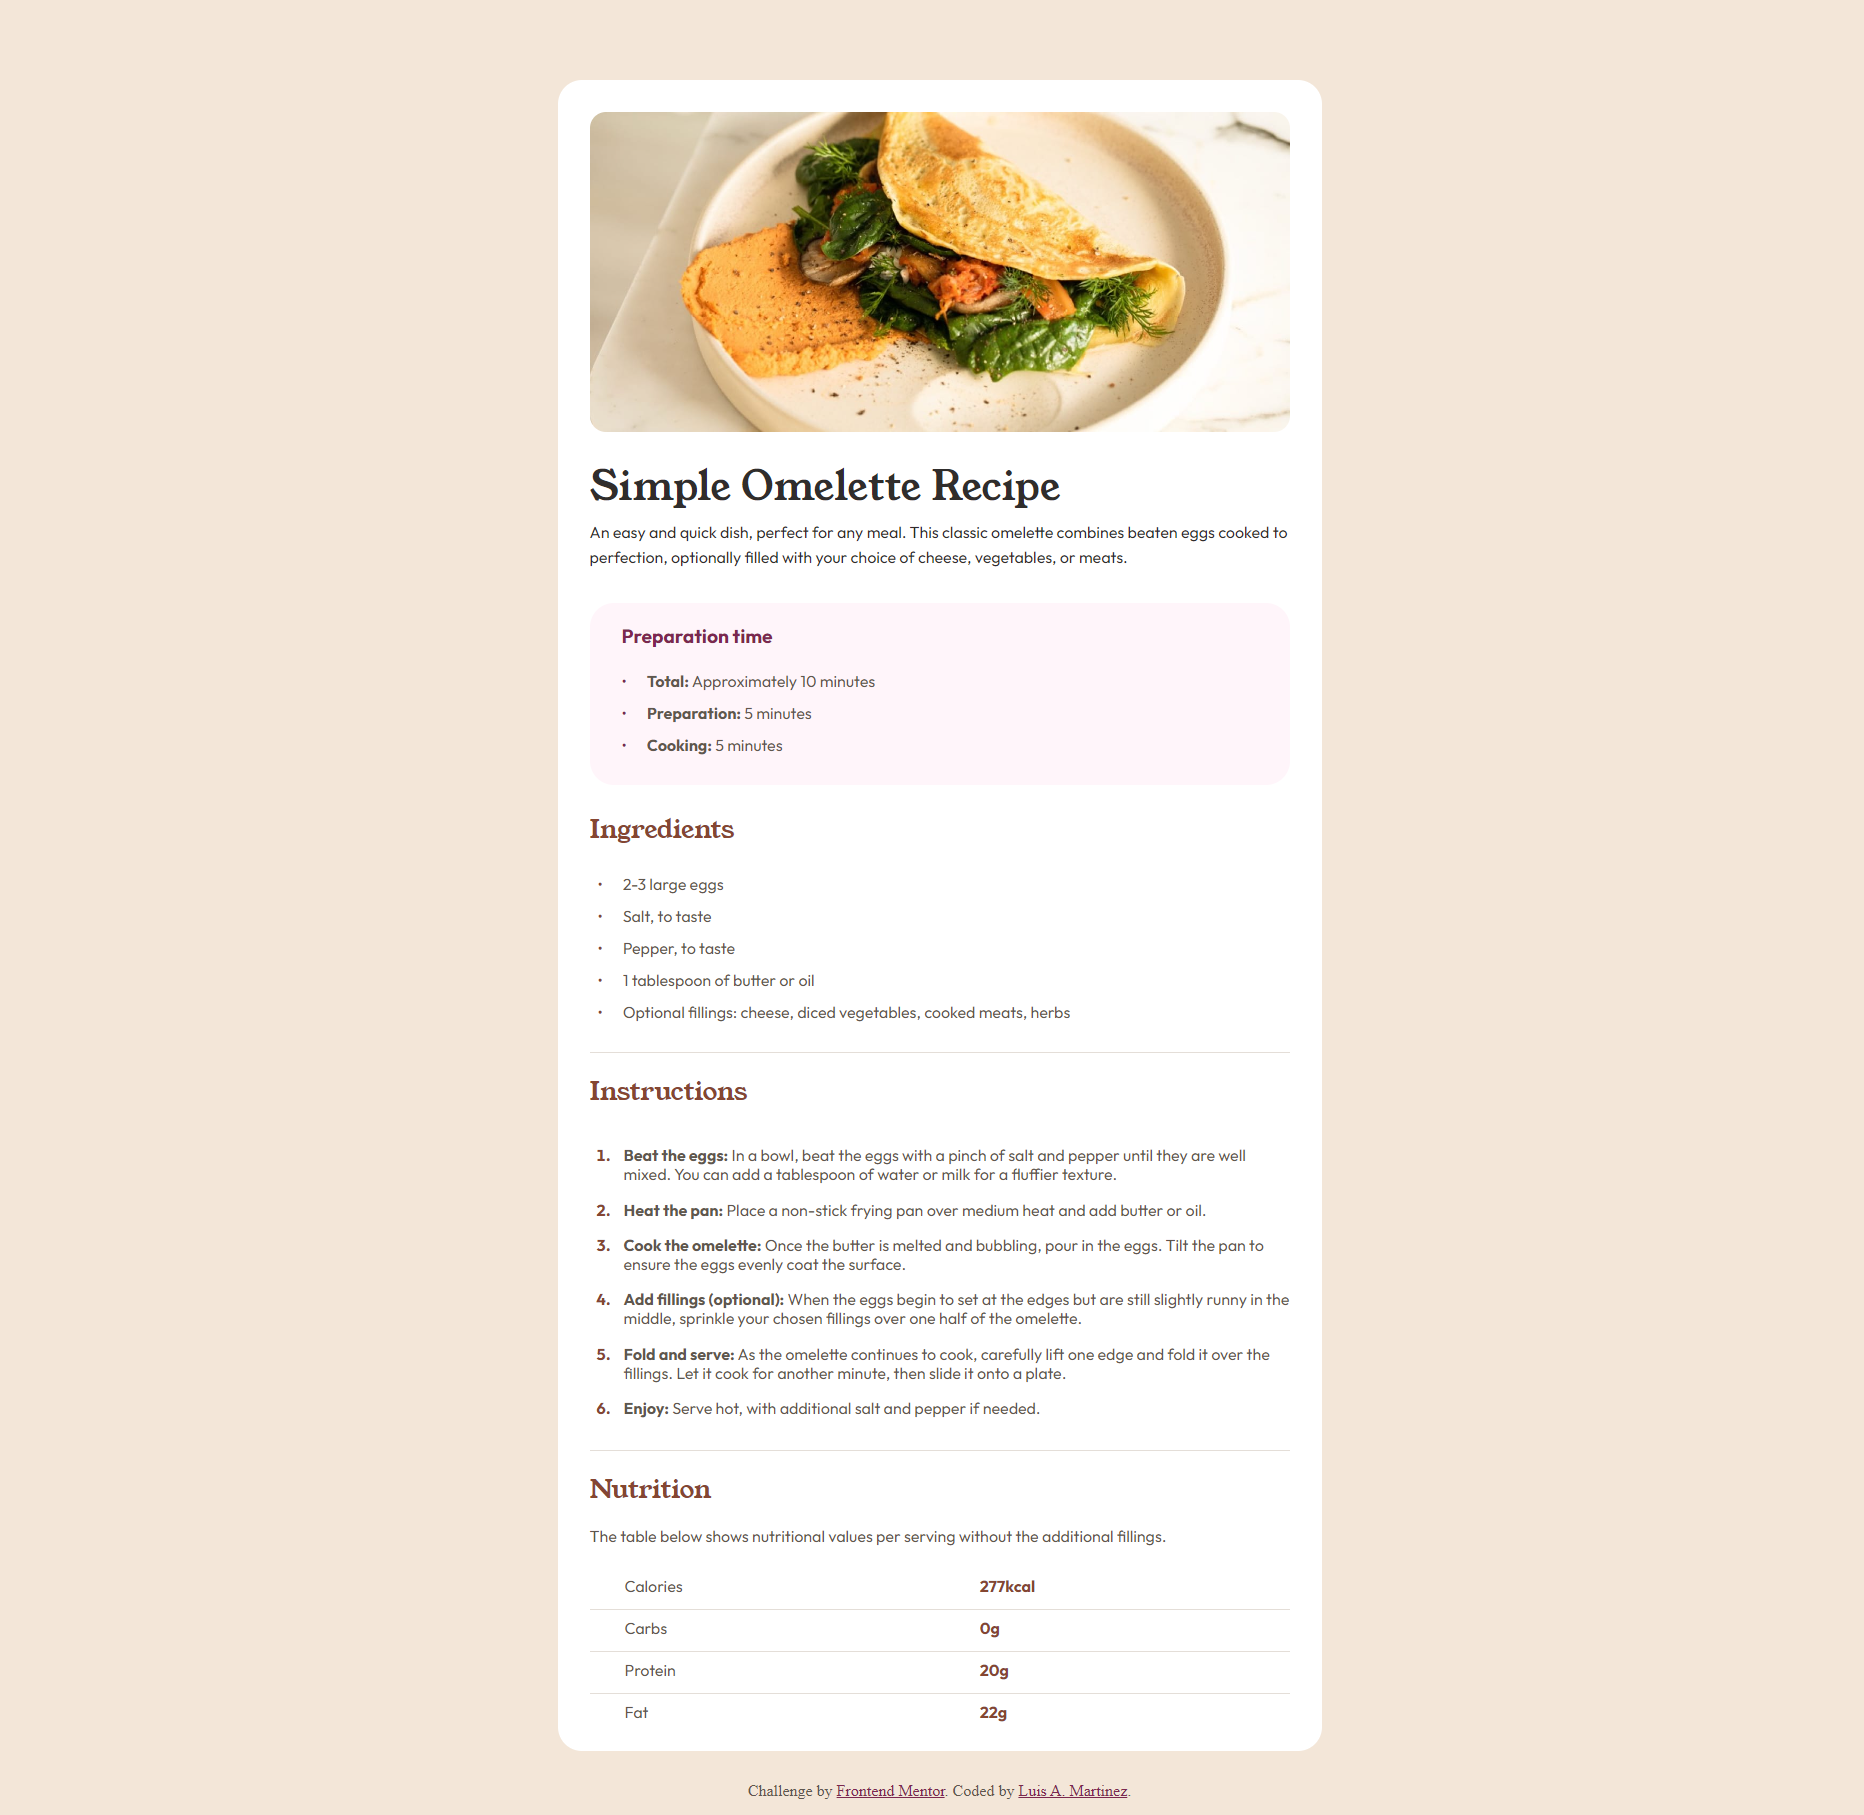 Simple Omelette Recipe
An easy and quick dish, perfect for any meal. This classic omelette combines beaten eggs cooked to
perfection, optionally filled with your choice of cheese, vegetables, or meats.
Preparation time
• Total: Approximately 10 minutes
• Preparation: 5 minutes
• Cooking: 5 minutes
Ingredients
• 2-3 large eggs
• Salt, to taste
• Pepper, to taste
• 1 tablespoon of butter or oil
• Optional fillings: cheese, diced vegetables, cooked meats, herbs
Instructions
1. Beat the eggs: In a bowl, beat the eggs with a pinch of salt and pepper until they are well
mixed. You can add a tablespoon of water or milk for a fluffier texture.
2. Heat the pan: Place a non-stick frying pan over medium heat and add butter or oil.
3. Cook the omelette: Once the butter is melted and bubbling, pour in the eggs. Tilt the pan to
ensure the eggs evenly coat the surface.
4. Add fillings (optional): When the eggs begin to set at the edges but are still slightly runny in the
middle, sprinkle your chosen fillings over one half of the omelette.
5. Fold and serve: As the omelette continues to cook, carefully lift one edge and fold it over the
fillings. Let it cook for another minute, then slide it onto a plate.
6. Enjoy: Serve hot, with additional salt and pepper if needed.
Nutrition
The table below shows nutritional values per serving without the additional fillings.
Calories 277kcal
Carbs 0g
Protein 20g
Fat 22g
Challenge by Frontend Mentor. Coded by Luis A. Martinez.